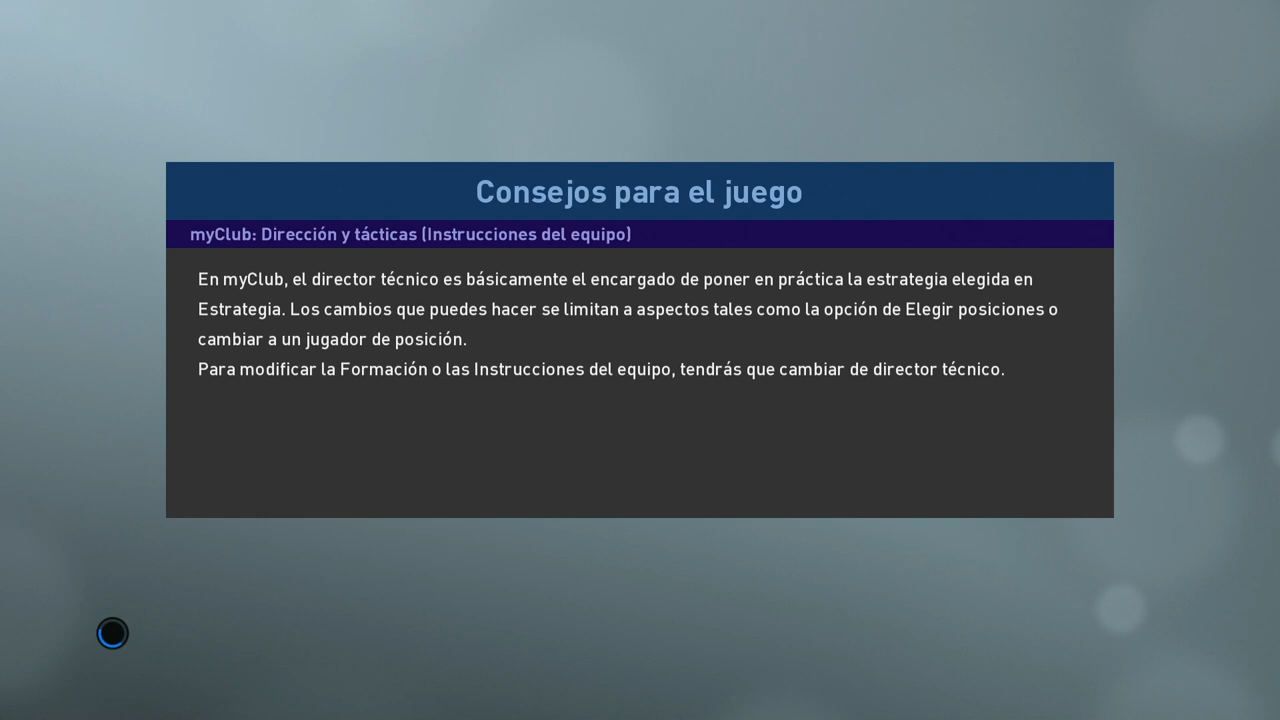 Consejos para el juego
myClub: Dirección y tácticas (Instrucciones del equipo)
En myClub, el director técnico es básicamente el encargado de poner en práctica la estrategia elegida en
Estrategia. Los cambios que puedes hacer se limitan a aspectos tales como la opción de Elegir posiciones o
cambiar a un jugador de posición.
Para modificar la Formación o las Instrucciones del equipo, tendrás que cambiar de director técnico.